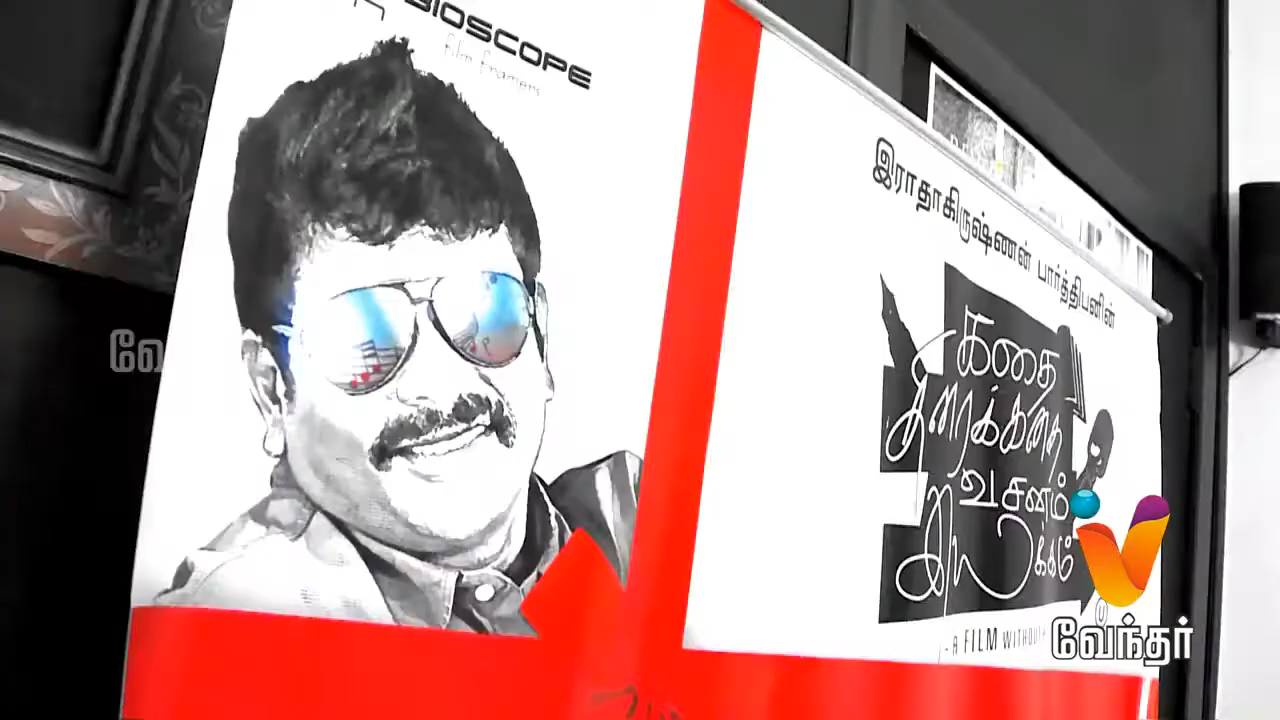 BIOSCOPE
film framers
இராதாகிருஷ்ணன் பார்த்திபனின்
கதை
திரைக்கதை
வசனம்
இயக்கம்
- A FILM WITHOUT A
வேந்தர்
வே